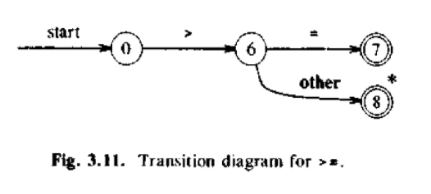 start
0
>
6
=
7
other
*
8
Fig. 3.11. Transition diagram for >=.